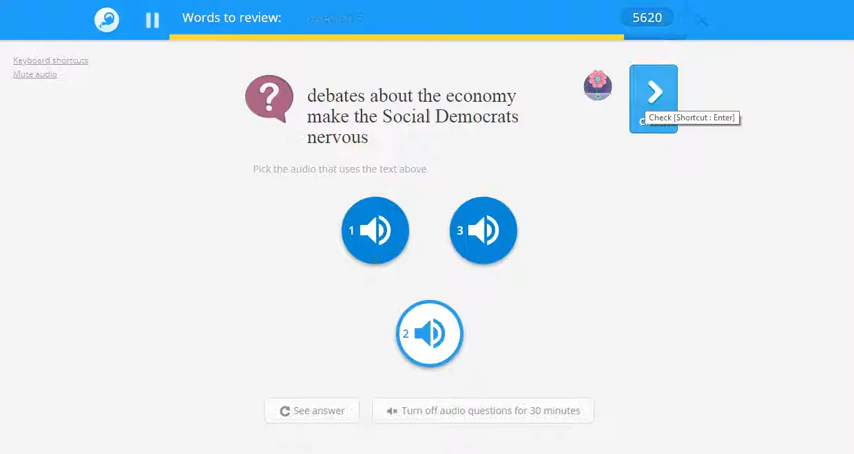 Words to review:
5620
Keyboard shortcuts
Mute audio
debates about the economy
make the Social Democrats
nervous
Check [Shortcut : Enter]
Pick the audio that uses the text above.
1
3
2
See answer
Turn off audio questions for 30 minutes